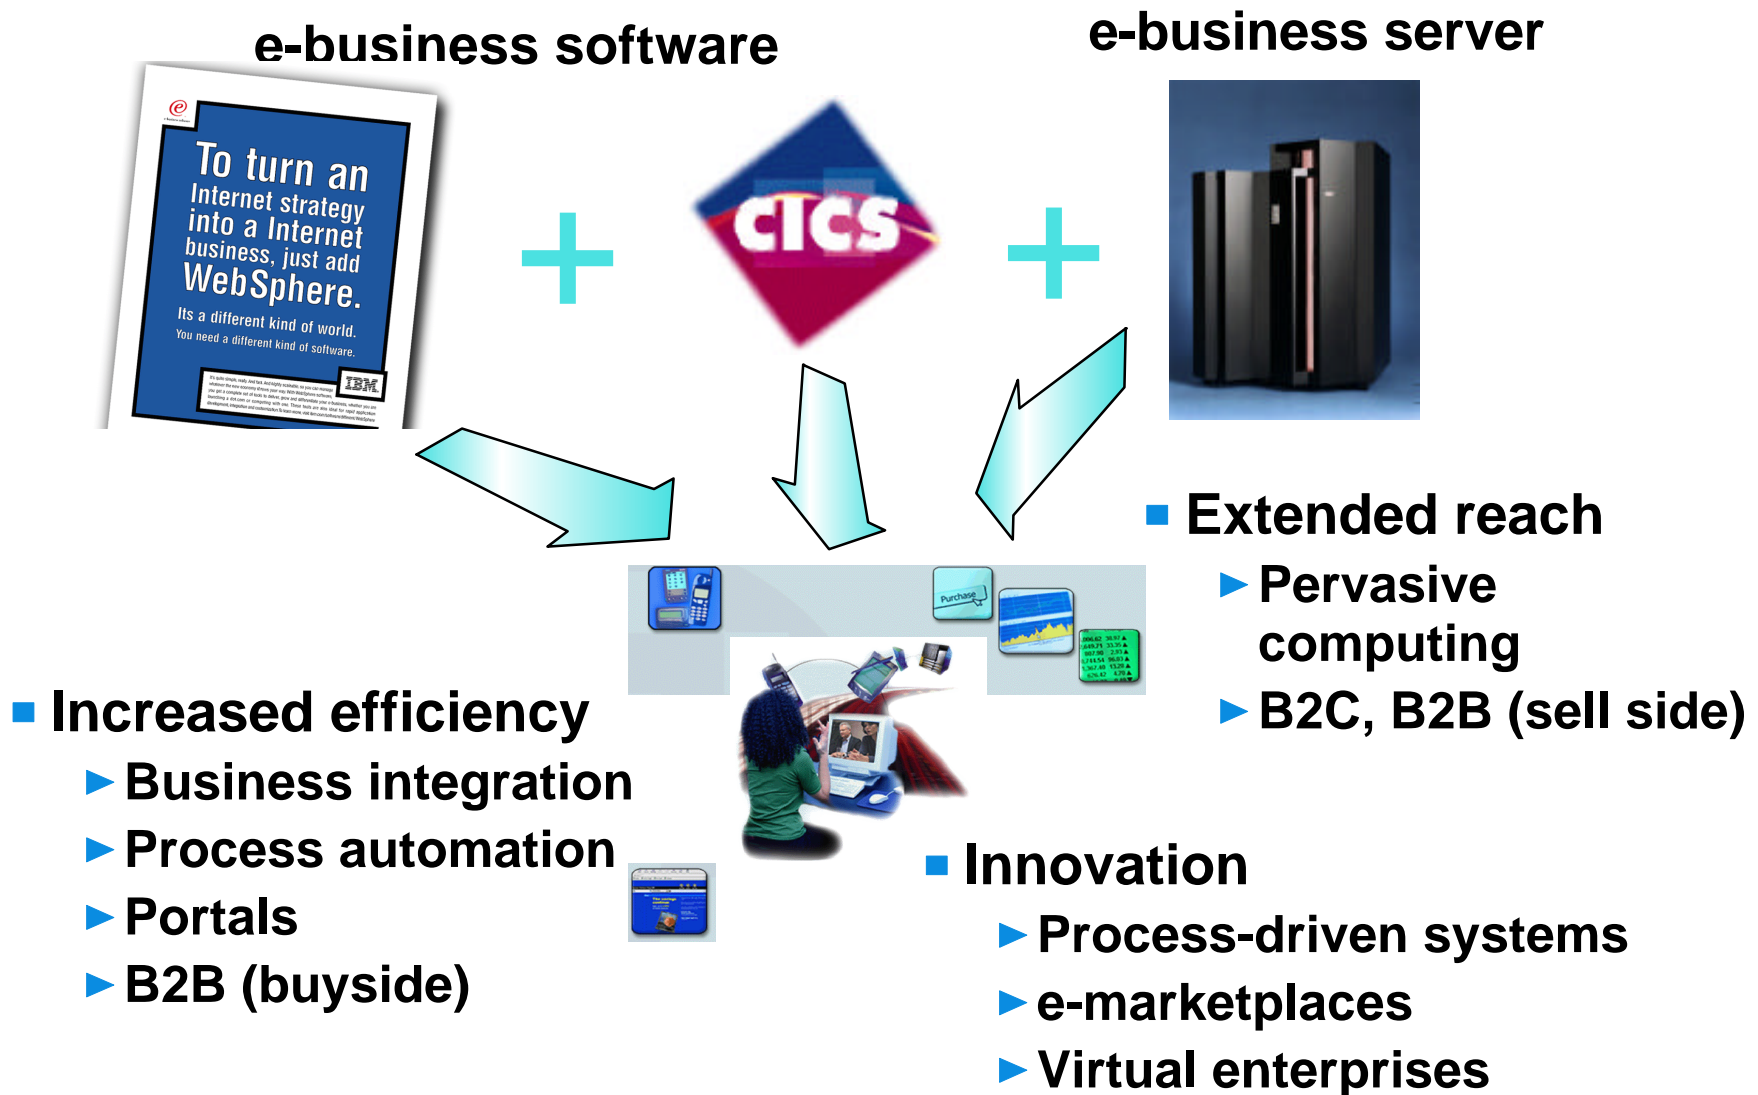 e-business software
e-business server
e
To turn an
Internet strategy
into a Internet
business, just add
WebSphere.
Its a different kind of world.
You need a different kind of software.
IBM.
CICS
Purchase
Extended reach
Pervasive
computing
B2C, B2B (sell side)
Increased efficiency
Business integration
Process automation
Portals
B2B (buyside)
Innovation
Process-driven systems
e-marketplaces
Virtual enterprises